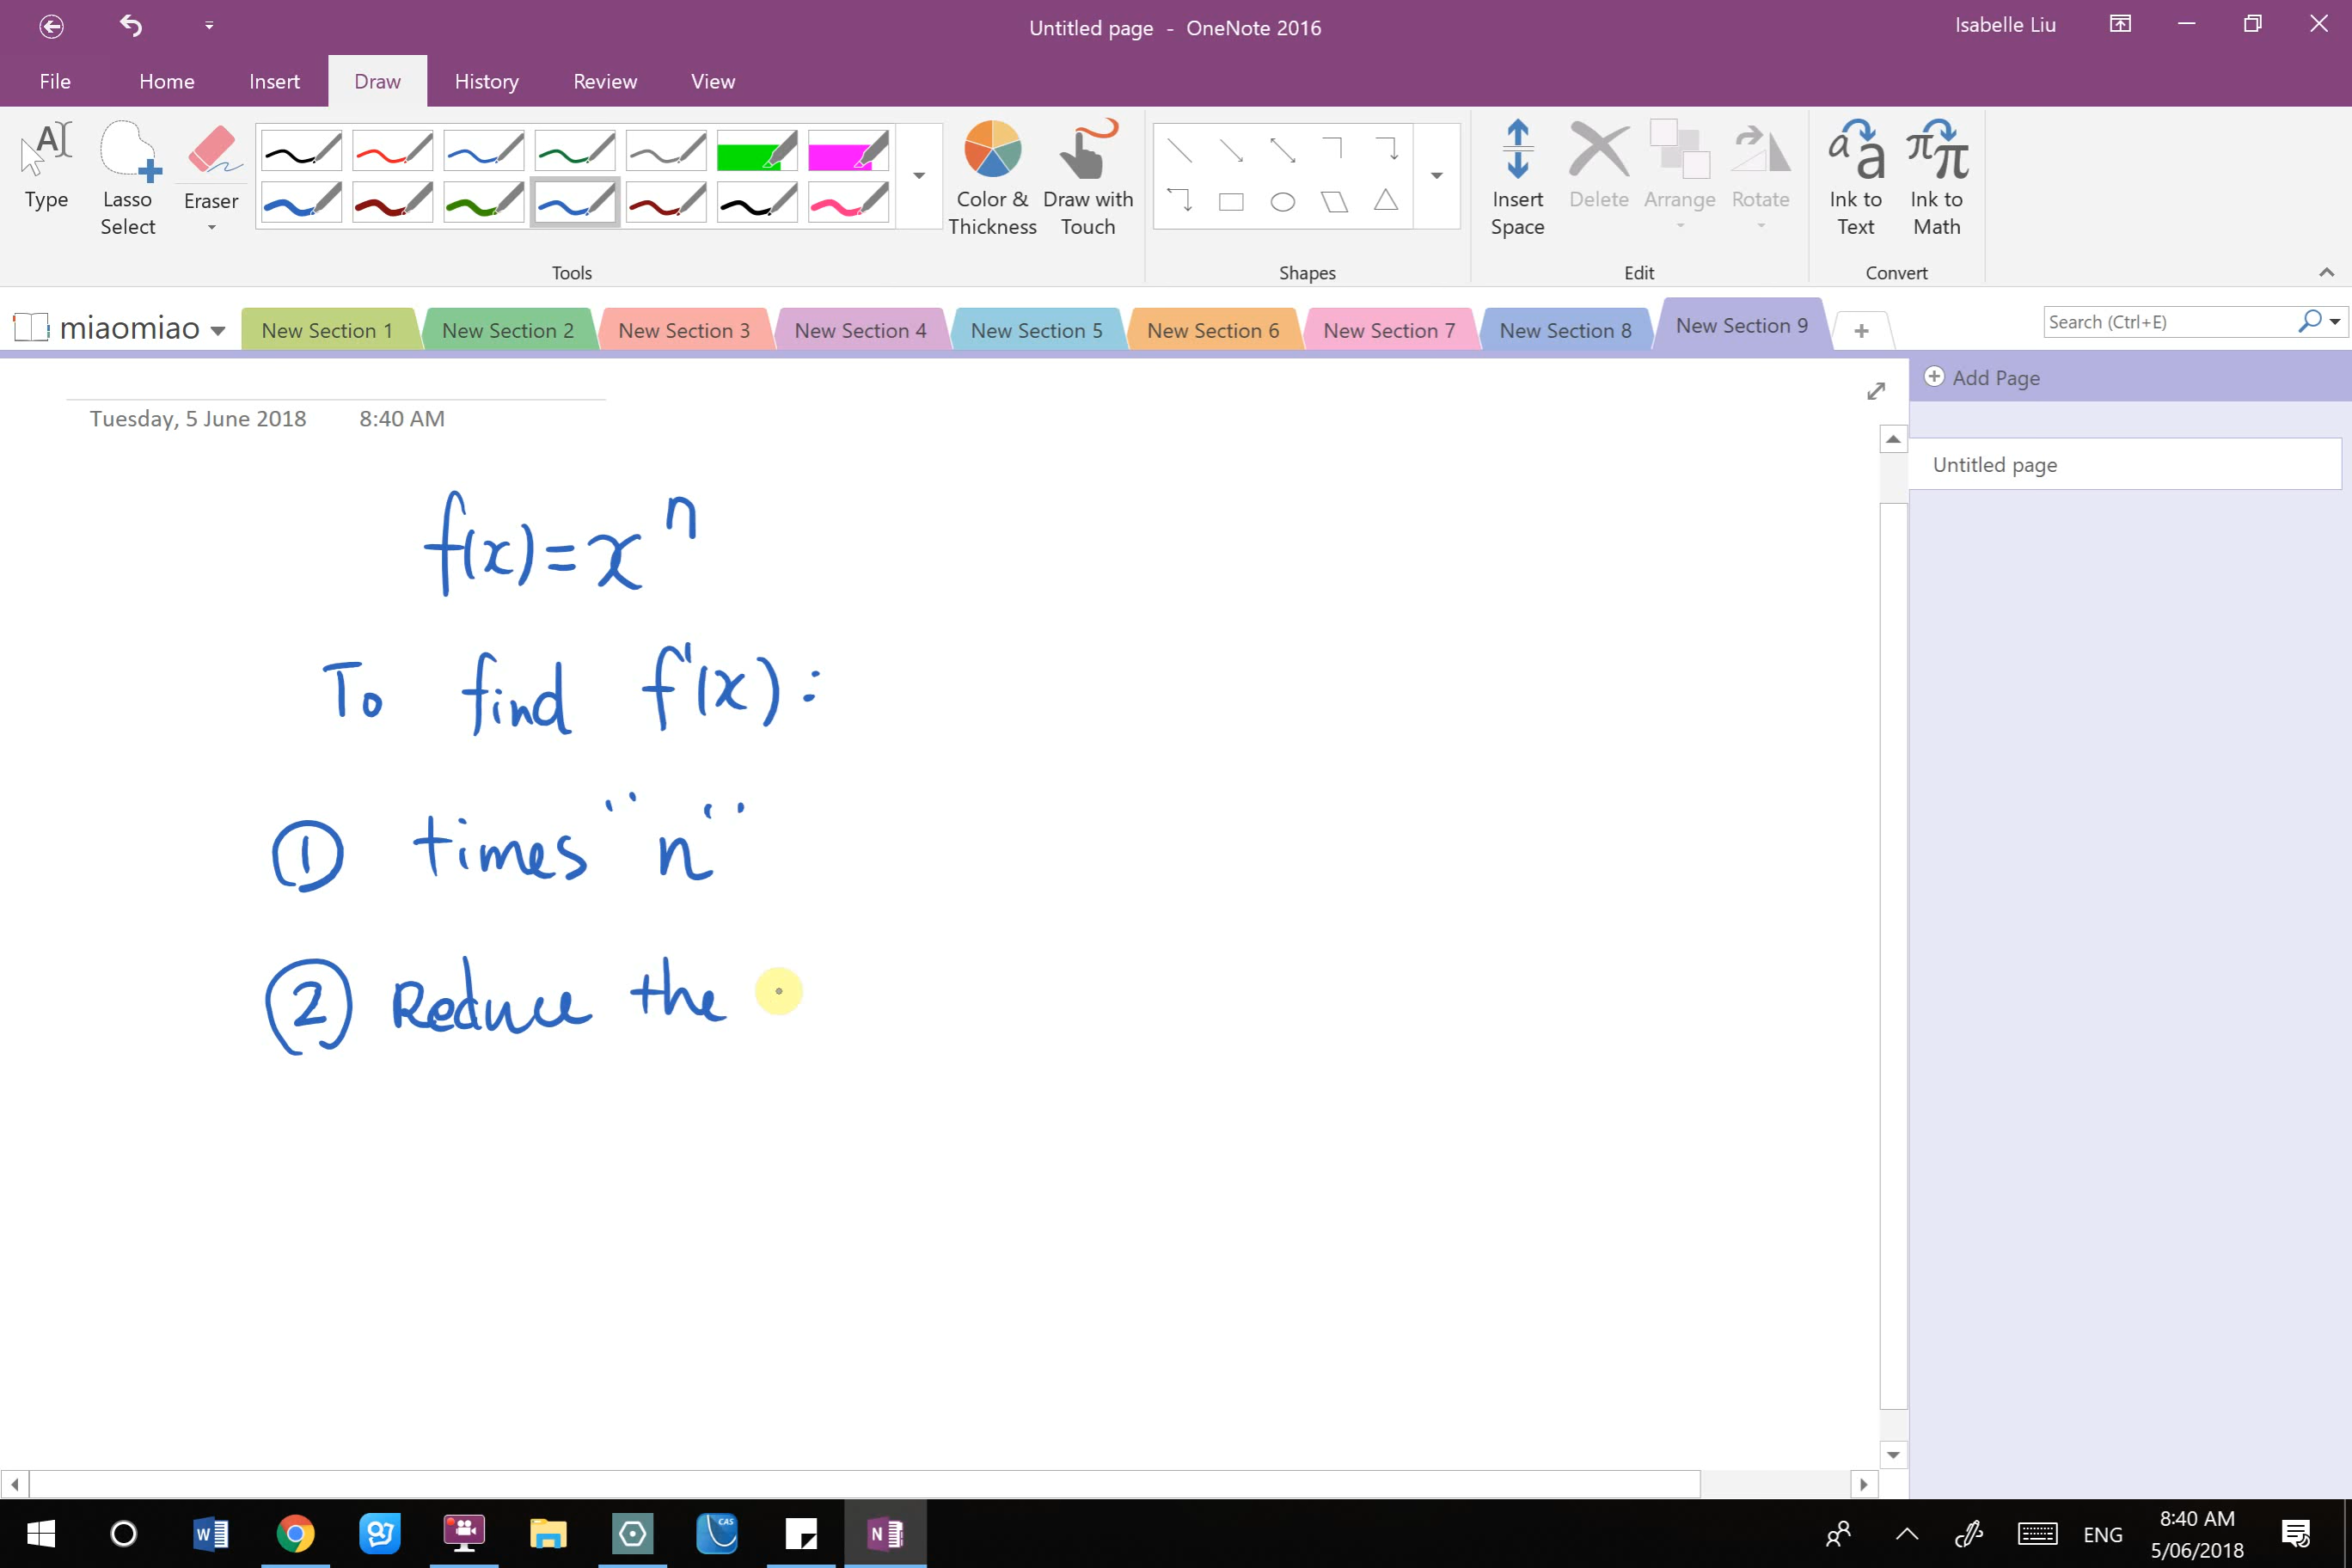 Untitled page - OneNote 2016
Isabelle Liu
File Home Insert Draw History Review View
Type
Lasso Select
Eraser
Color & Thickness
Draw with Touch
Insert Space
Delete
Arrange
Rotate
Ink to Text
Ink to Math
Tools Shapes Edit Convert
miaomiao New Section 1 New Section 2 New Section 3 New Section 4 New Section 5 New Section 6 New Section 7 New Section 8 New Section 9
Search (Ctrl+E)
Add Page
Tuesday, 5 June 2018 8:40 AM
Untitled page
f(x)=x^n
To find f'(x):
① times "n"
② Reduce the
ENG
8:40 AM
5/06/2018